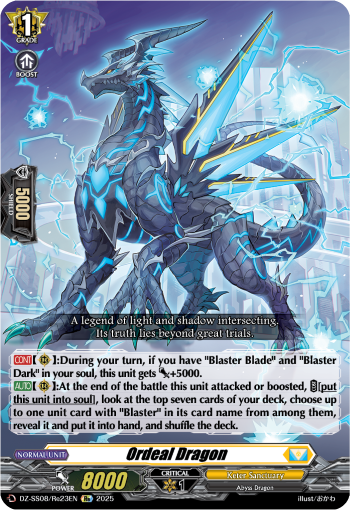 1
GRADE
BOOST
5000
SHIELD
A legend of light and shadow intersecting.
Its truth lies beyond great trials.
CONT【 】:During your turn, if you have "Blaster Blade" and "Blaster
Dark" in your soul, this unit gets +5000.
AUTO【 】:At the end of the battle this unit attacked or boosted, [put
this unit into soul], look at the top seven cards of your deck, choose up
to one unit card with "Blaster" in its card name from among them,
reveal it and put it into hand, and shuffle the deck.
NORMAL UNIT
Ordeal Dragon
POWER 8000
CRITICAL
1
Keter Sanctuary
Abyss Dragon
DZ-SS08/Re23EN 2025
illust/おかわ